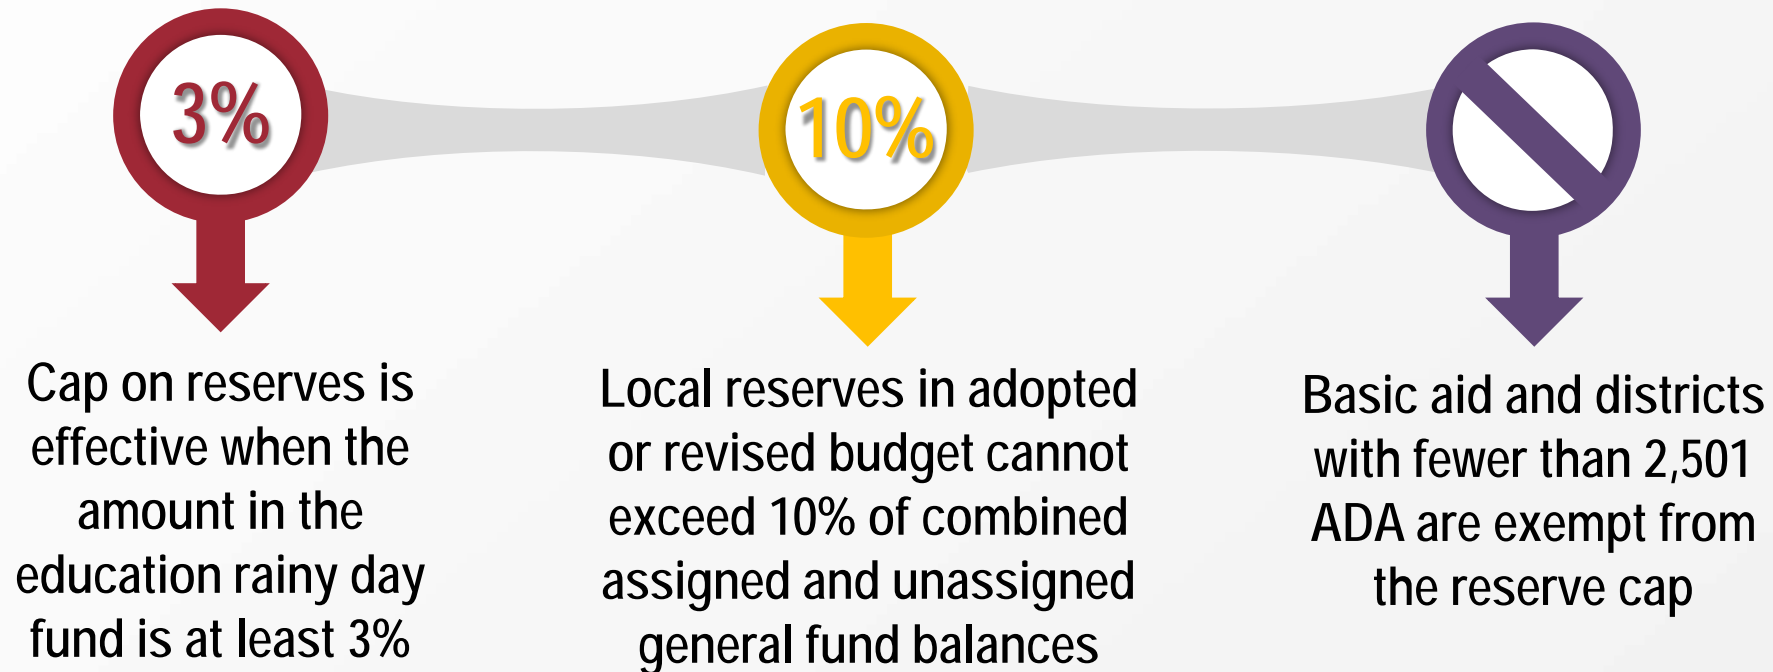 3%
Cap on reserves is
effective when the
amount in the
education rainy day
fund is at least 3%
10%
Local reserves in adopted
or revised budget cannot
exceed 10% of combined
assigned and unassigned
general fund balances
Basic aid and districts
with fewer than 2,501
ADA are exempt from
the reserve cap